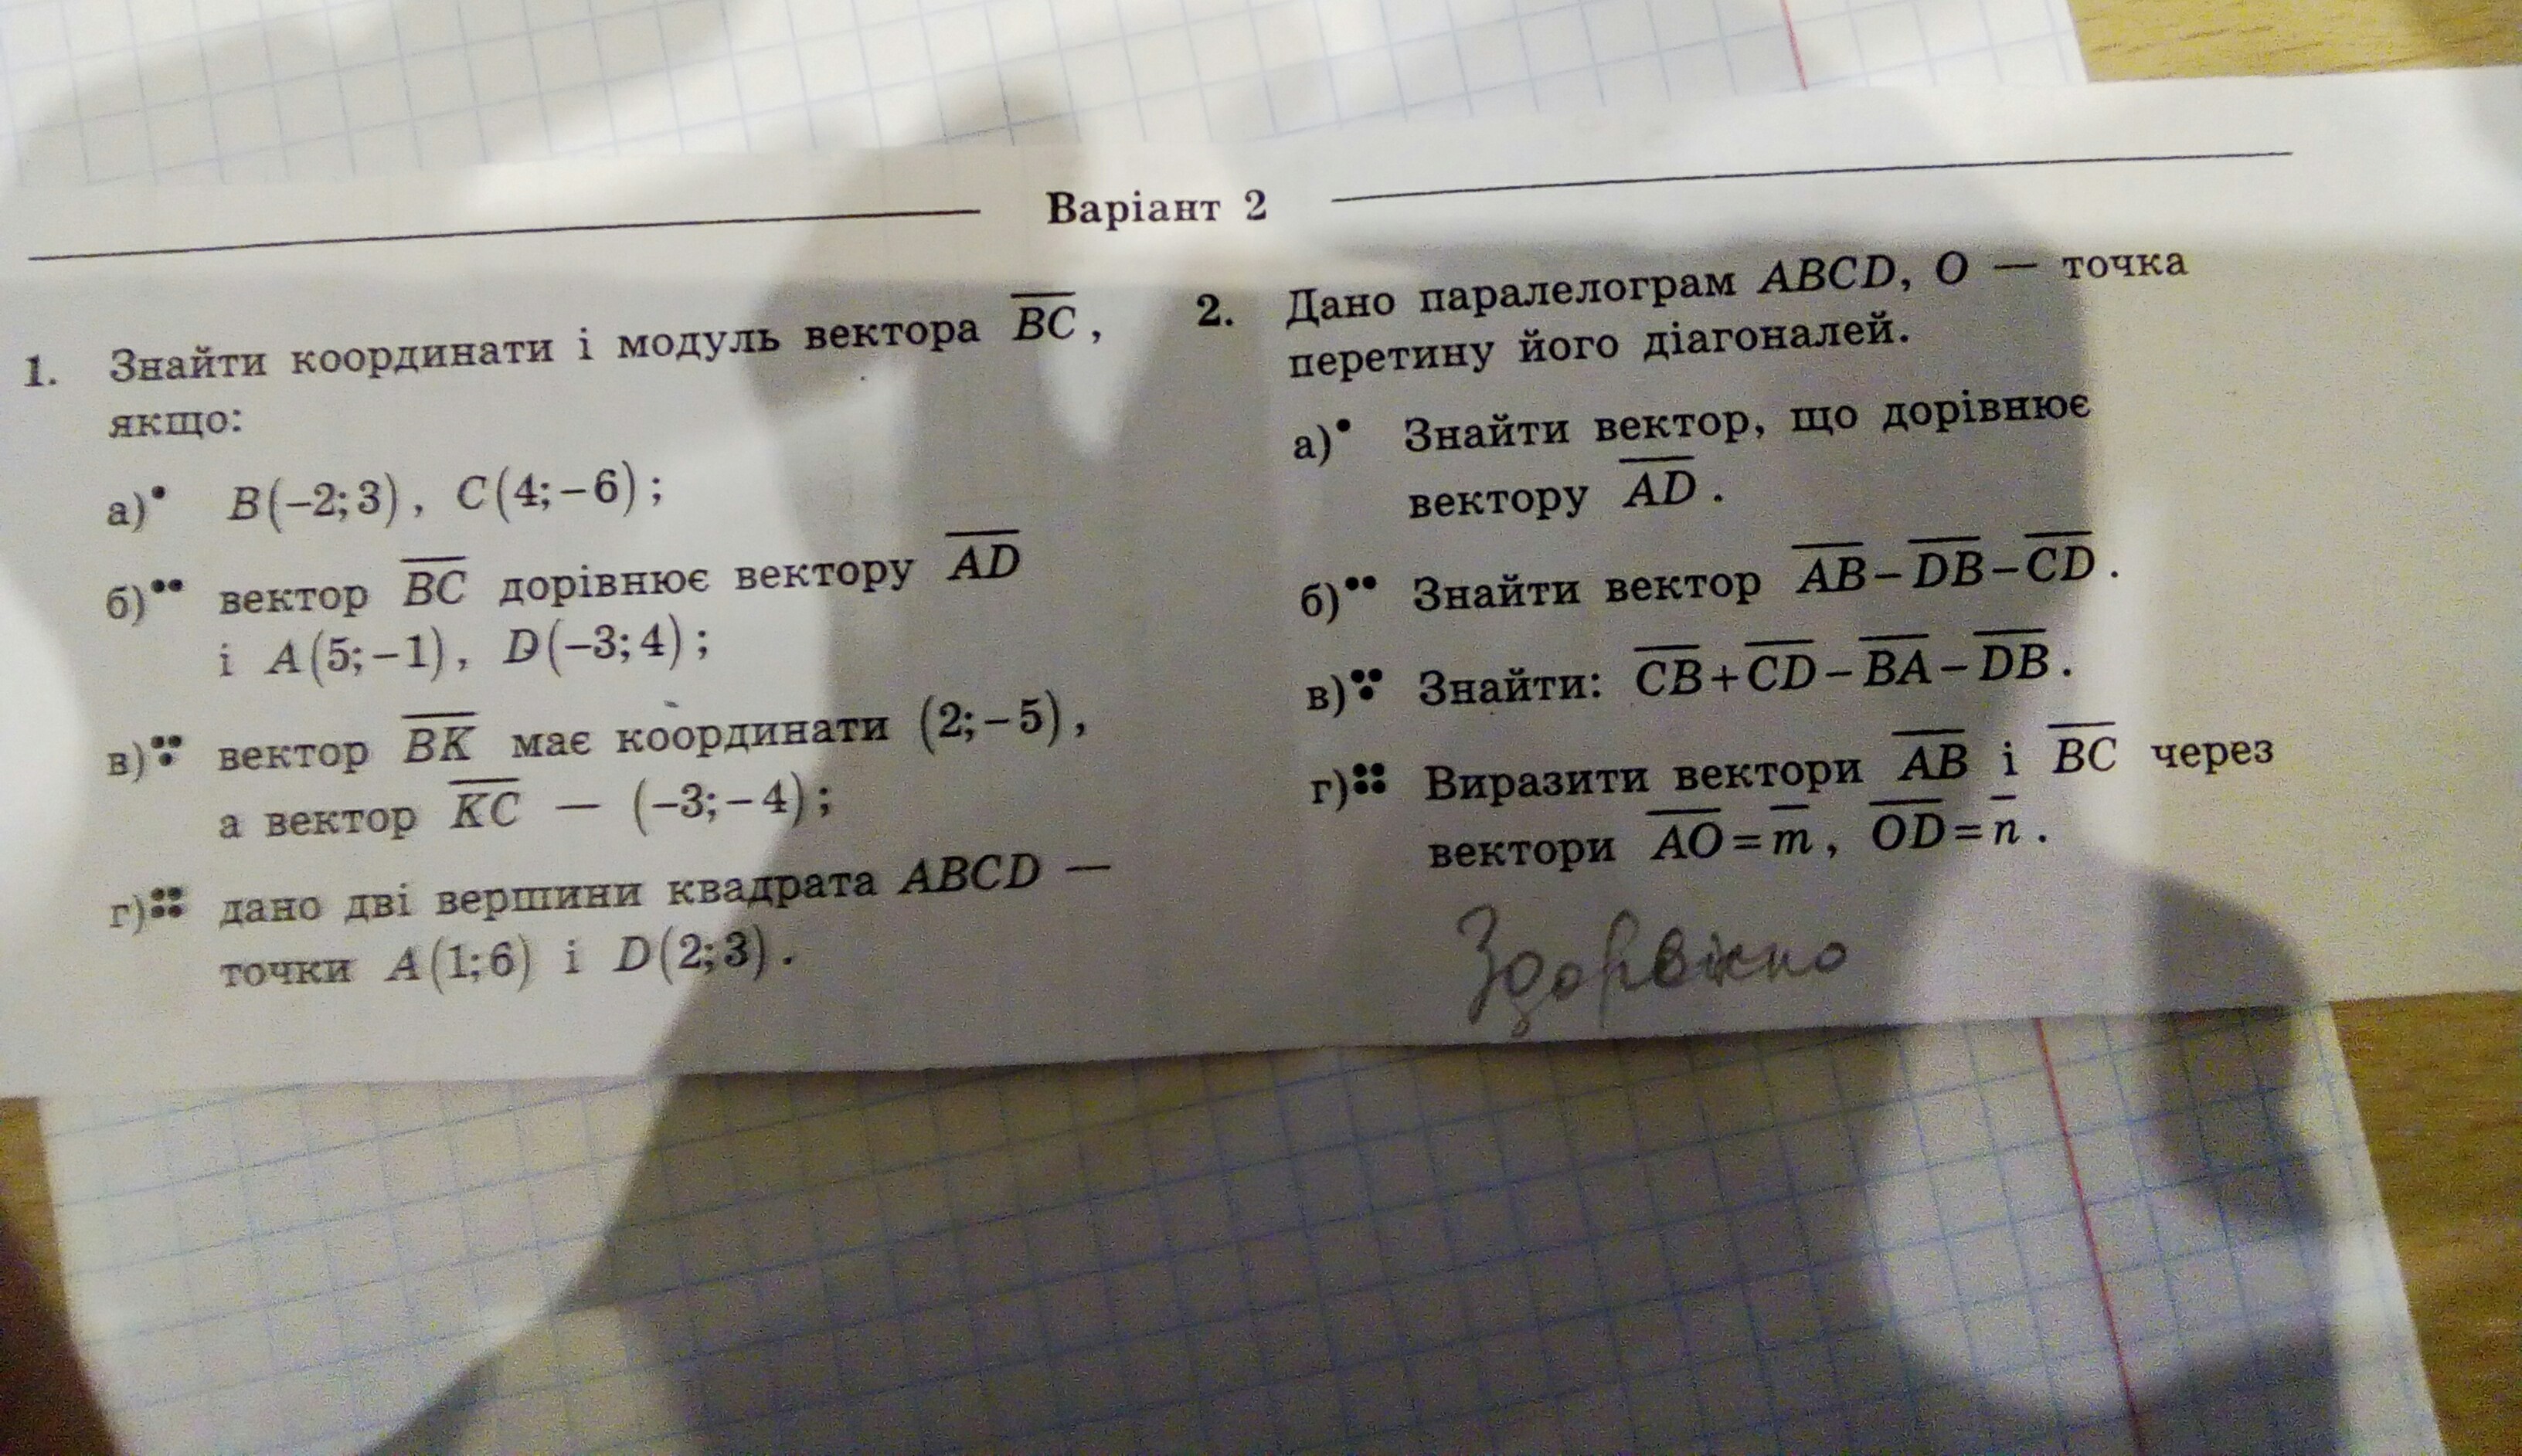 Варіант 2
1. Знайти координати і модуль вектора BC,
якщо:
а)• B(−2;3), C(4;−6);
б)•• вектор BC дорівнює вектору AD
і A(5;−1), D(−3;4);
в)••• вектор BK має координати (2;−5),
а вектор KC — (−3;−4);
г)•••• дано дві вершини квадрата ABCD —
точки A(1;6) і D(2;3).
2. Дано паралелограм ABCD, O — точка
перетину його діагоналей.
а)• Знайти вектор, що дорівнює
вектору AD.
б)•• Знайти вектор AB−DB−CD.
в)••• Знайти: CB+CD−BA−DB.
г)•••• Виразити вектори AB і BC через
вектори AO=m, OD=n.